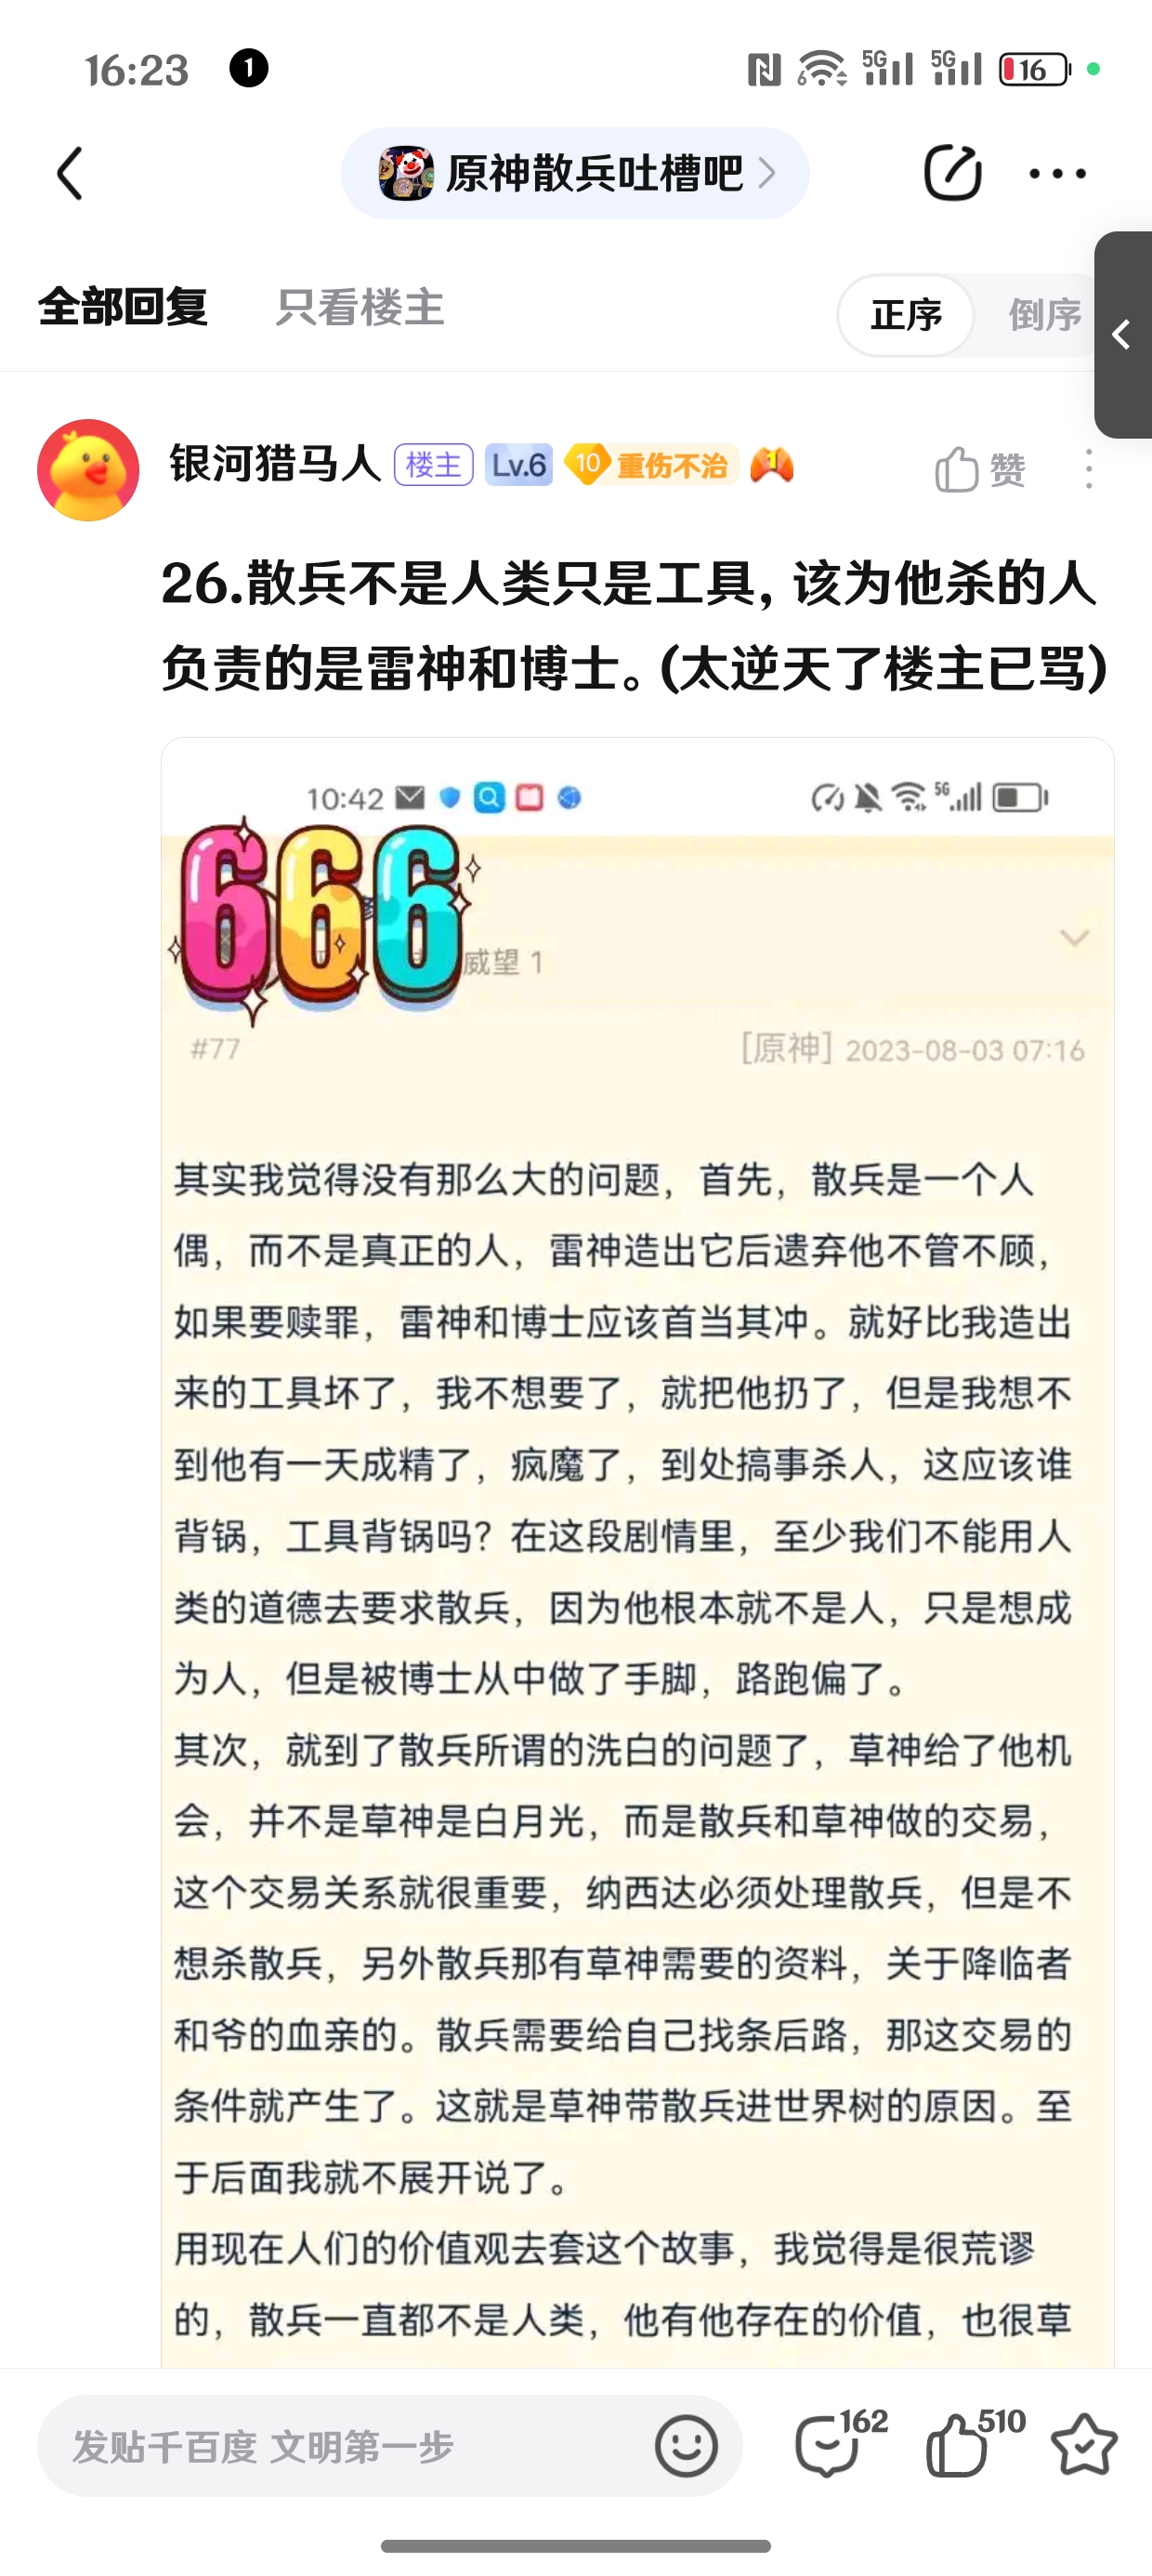 16:23
1
6
5G
5G
16
原神散兵吐槽吧
全部回复
只看楼主
正序
倒序
银河猎马人
楼主
Lv.6
10
重伤不治
赞
26.散兵不是人类只是工具，该为他杀的人
负责的是雷神和博士。(太逆天了楼主已骂)
10:42
5G
666
威望 1
#77
[原神] 2023-08-03 07:16
其实我觉得没有那么大的问题，首先，散兵是一个人
偶，而不是真正的人，雷神造出它后遗弃他不管不顾，
如果要赎罪，雷神和博士应该首当其冲。就好比我造出
来的工具坏了，我不想要了，就把他扔了，但是我想不
到他有一天成精了，疯魔了，到处搞事杀人，这应该谁
背锅，工具背锅吗？在这段剧情里，至少我们不能用人
类的道德去要求散兵，因为他根本就不是人，只是想成
为人，但是被博士从中做了手脚，路跑偏了。
其次，就到了散兵所谓的洗白的问题了，草神给了他机
会，并不是草神是白月光，而是散兵和草神做的交易，
这个交易关系就很重要，纳西达必须处理散兵，但是不
想杀散兵，另外散兵那有草神需要的资料，关于降临者
和爷的血亲的。散兵需要给自己找条后路，那这交易的
条件就产生了。这就是草神带散兵进世界树的原因。至
于后面我就不展开说了。
用现在人们的价值观去套这个故事，我觉得是很荒谬
的，散兵一直都不是人类，他有他存在的价值，也很草
发贴千百度 文明第一步
162
510